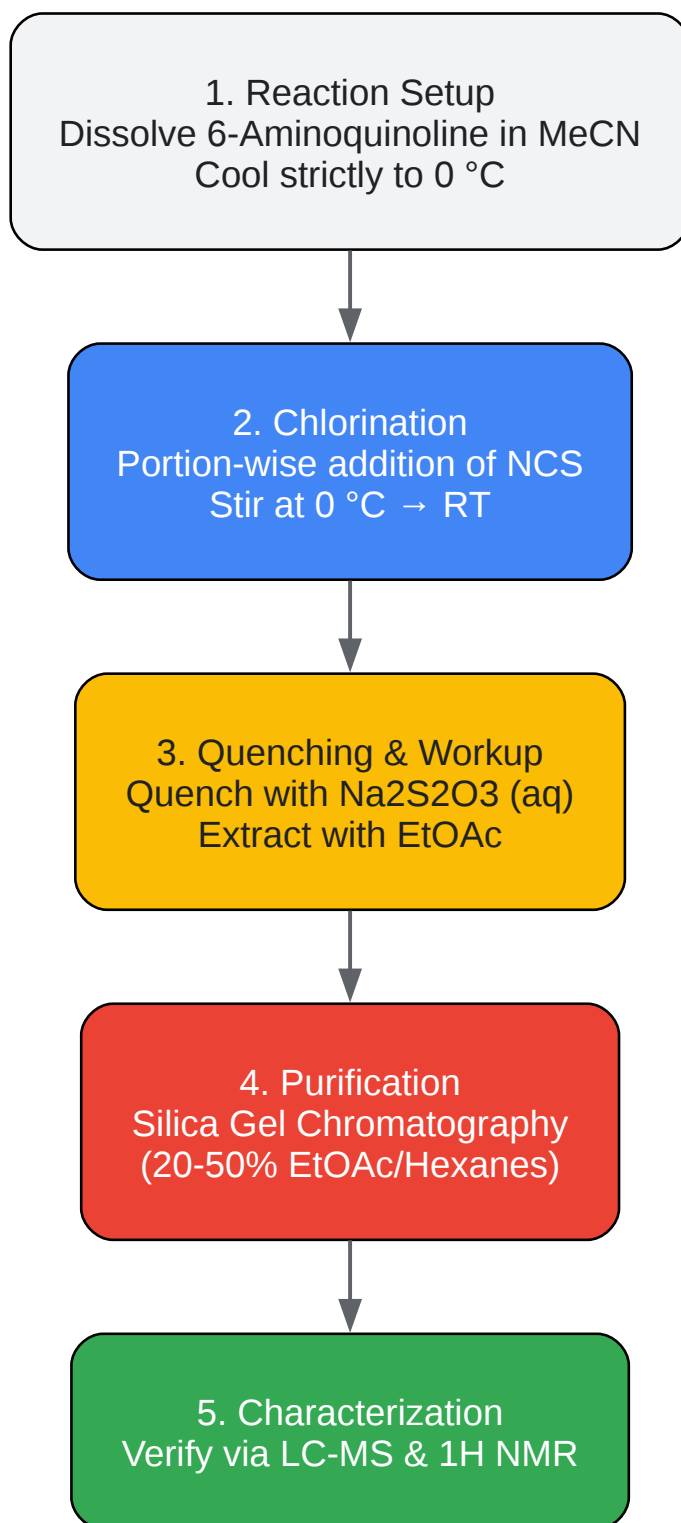 1. Reaction Setup
Dissolve 6-Aminoquinoline in MeCN
Cool strictly to 0 °C
2. Chlorination
Portion-wise addition of NCS
Stir at 0 °C → RT
3. Quenching & Workup
Quench with Na2S2O3 (aq)
Extract with EtOAc
4. Purification
Silica Gel Chromatography
(20-50% EtOAc/Hexanes)
5. Characterization
Verify via LC-MS & 1H NMR